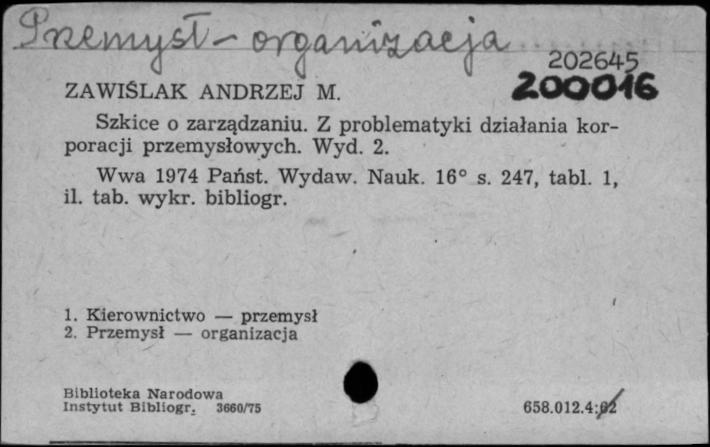 Przemysł – organizacja
202645
200016
ZAWIŚLAK ANDRZEJ M.
Szkice o zarządzaniu. Z problematyki działania kor-
poracji przemysłowych. Wyd. 2.
Wwa 1974 Państ. Wydaw. Nauk. 16° s. 247, tabl. 1,
il. tab. wykr. bibliogr.
1. Kierownictwo — przemysł
2. Przemysł — organizacja
Biblioteka Narodowa
Instytut Bibliogr. 3660/75
658.012.4:62